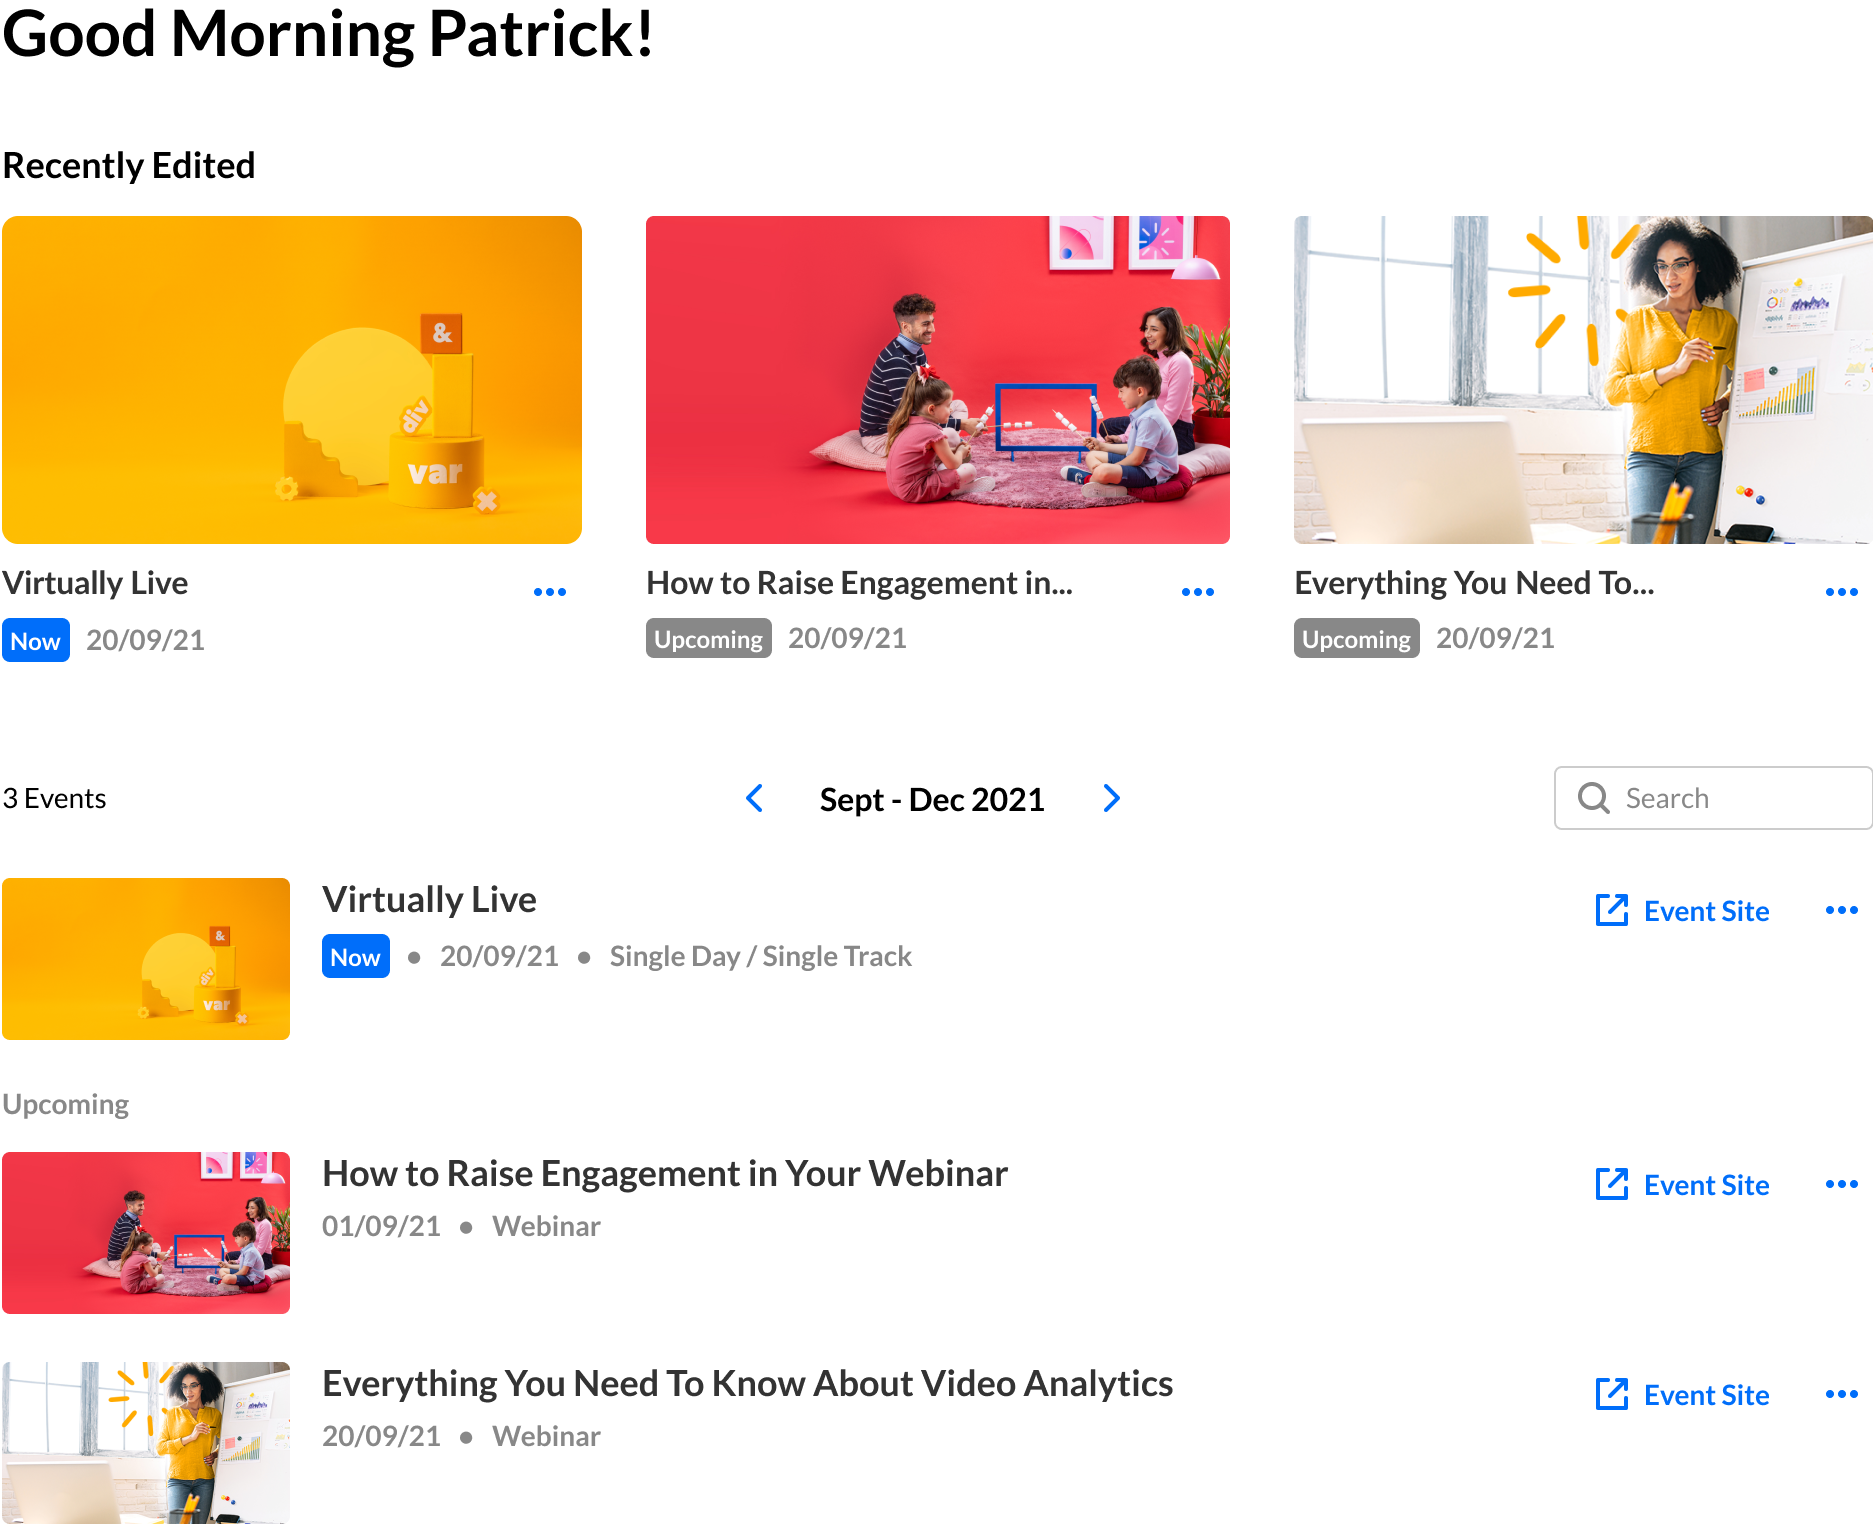 Good Morning Patrick!
Recently Edited
&
div
var
Virtually Live
Now 20/09/21
How to Raise Engagement in...
Upcoming 20/09/21
Everything You Need To...
Upcoming 20/09/21
3 Events
Sept - Dec 2021
Search
&
div
var
Virtually Live
Now • 20/09/21 • Single Day / Single Track
Event Site
Upcoming
How to Raise Engagement in Your Webinar
01/09/21 • Webinar
Event Site
Everything You Need To Know About Video Analytics
20/09/21 • Webinar
Event Site